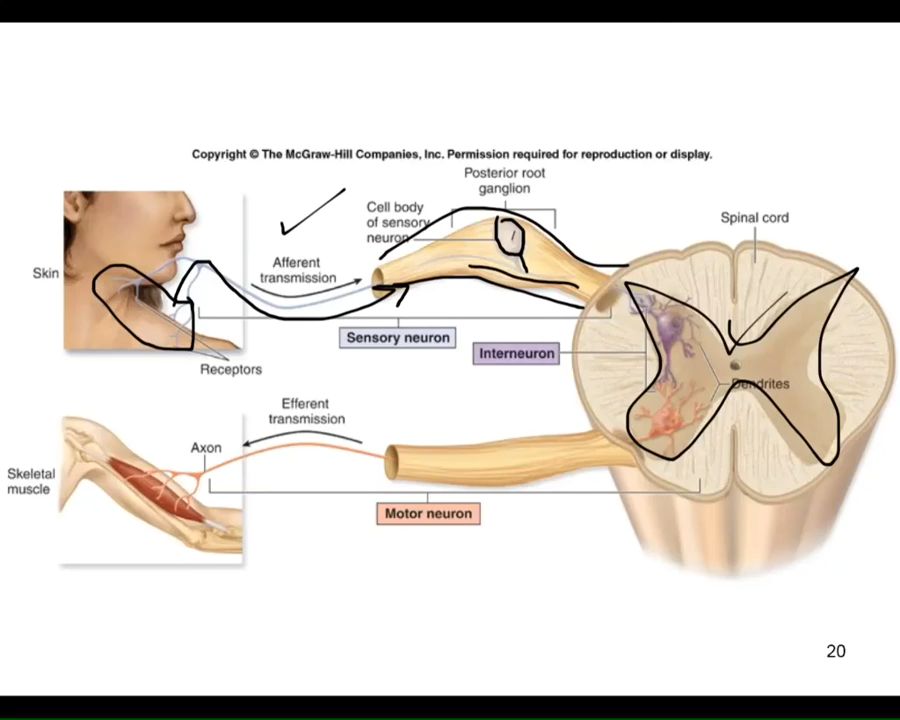 Copyright © The McGraw-Hill Companies, Inc. Permission required for reproduction or display.
Posterior root
ganglion
Cell body
of sensory
neuron
Spinal cord
Skin
Afferent
transmission
Sensory neuron
Interneuron
Receptors
Dendrites
Efferent
transmission
Axon
Skeletal
muscle
Motor neuron
20